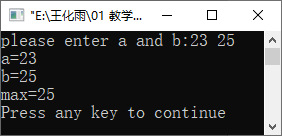 "E:\王化雨\01 教学...
please enter a and b:23 25
a=23
b=25
max=25
Press any key to continue